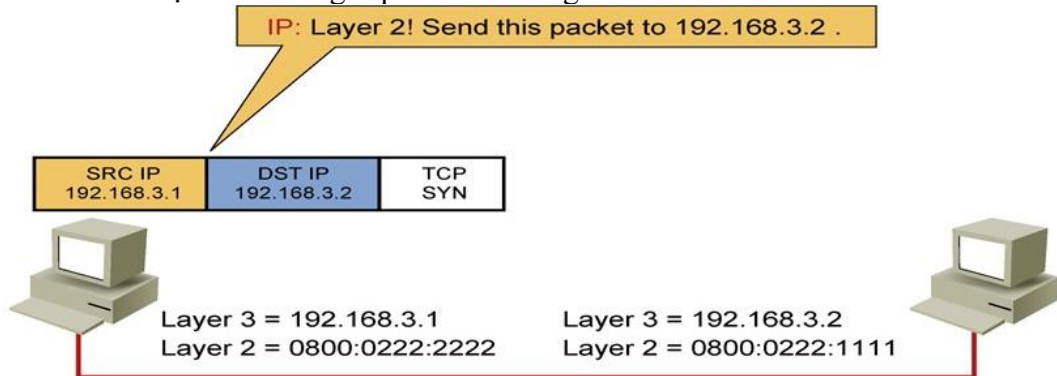 IP: Layer 2! Send this packet to 192.168.3.2 .
SRC IP
192.168.3.1
DST IP
192.168.3.2
TCP
SYN
Layer 3 = 192.168.3.1
Layer 2 = 0800:0222:2222
Layer 3 = 192.168.3.2
Layer 2 = 0800:0222:1111